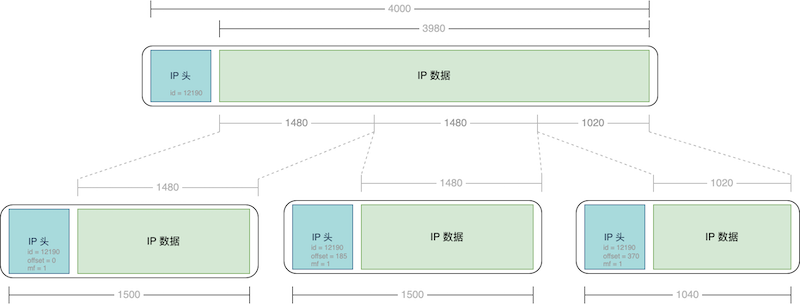 4000
3980
IP 头
id = 12190
IP 数据
1480
1480
1020
1480
1480
1020
IP 头
id = 12190
offset = 0
mf = 1
IP 数据
IP 头
id = 12190
offset = 185
mf = 1
IP 数据
IP 头
id = 12190
offset = 370
mf = 1
IP 数据
1500
1500
1040